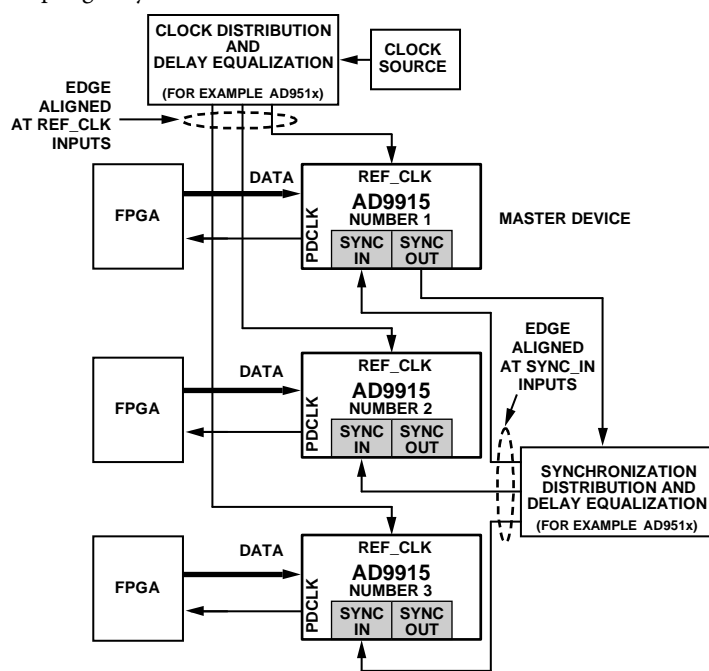 CLOCK DISTRIBUTION
AND
DELAY EQUALIZATION
(FOR EXAMPLE AD951x)
CLOCK
SOURCE
EDGE
ALIGNED
AT REF_CLK
INPUTS
FPGA
DATA
REF_CLK
AD9915
NUMBER 1
PDCLK
SYNC
IN
SYNC
OUT
MASTER DEVICE
EDGE
ALIGNED
AT SYNC_IN
INPUTS
FPGA
DATA
REF_CLK
AD9915
NUMBER 2
PDCLK
SYNC
IN
SYNC
OUT
SYNCHRONIZATION
DISTRIBUTION AND
DELAY EQUALIZATION
(FOR EXAMPLE AD951x)
FPGA
DATA
REF_CLK
AD9915
NUMBER 3
PDCLK
SYNC
IN
SYNC
OUT